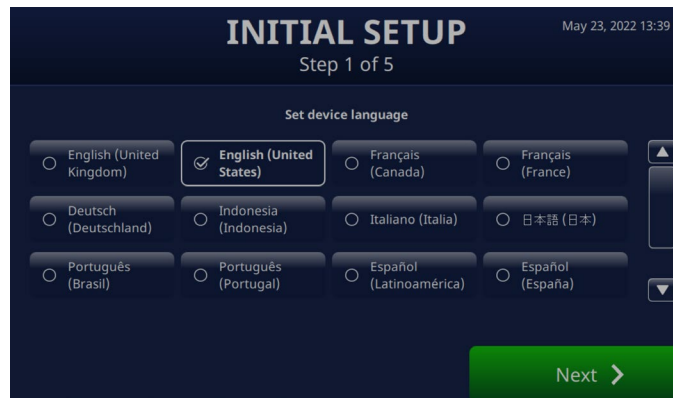 INITIAL SETUP
May 23, 2022 13:39
Step 1 of 5
Set device language
English (United
Kingdom)
English (United
States)
Français
(Canada)
Français
(France)
Deutsch
(Deutschland)
Indonesia
(Indonesia)
Italiano (Italia)
日本語 (日本)
Português
(Brasil)
Português
(Portugal)
Español
(Latinoamérica)
Español
(España)
Next